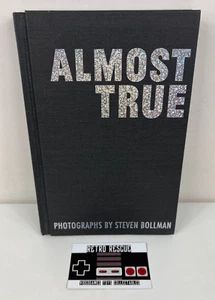 ALMOST
TRUE
PHOTOGRAPHS BY STEVEN BOLLMAN
RETRO RESCUE